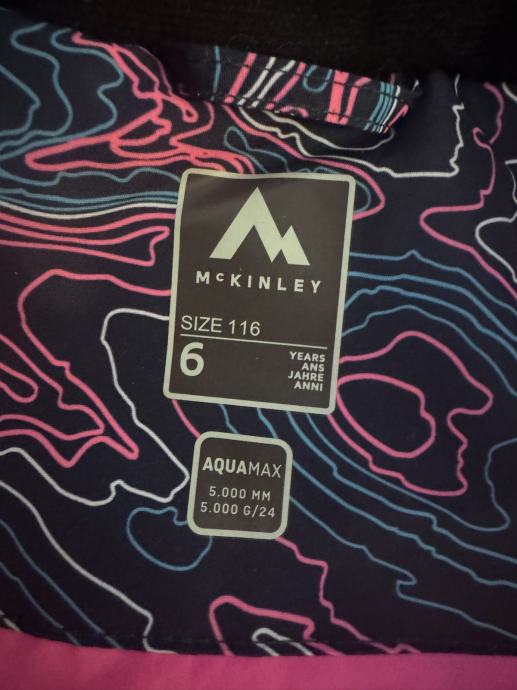 McKINLEY
SIZE 116
6
YEARS
ANS
JAHRE
ANNI
AQUAMAX
5.000 MM
5.000 G/24